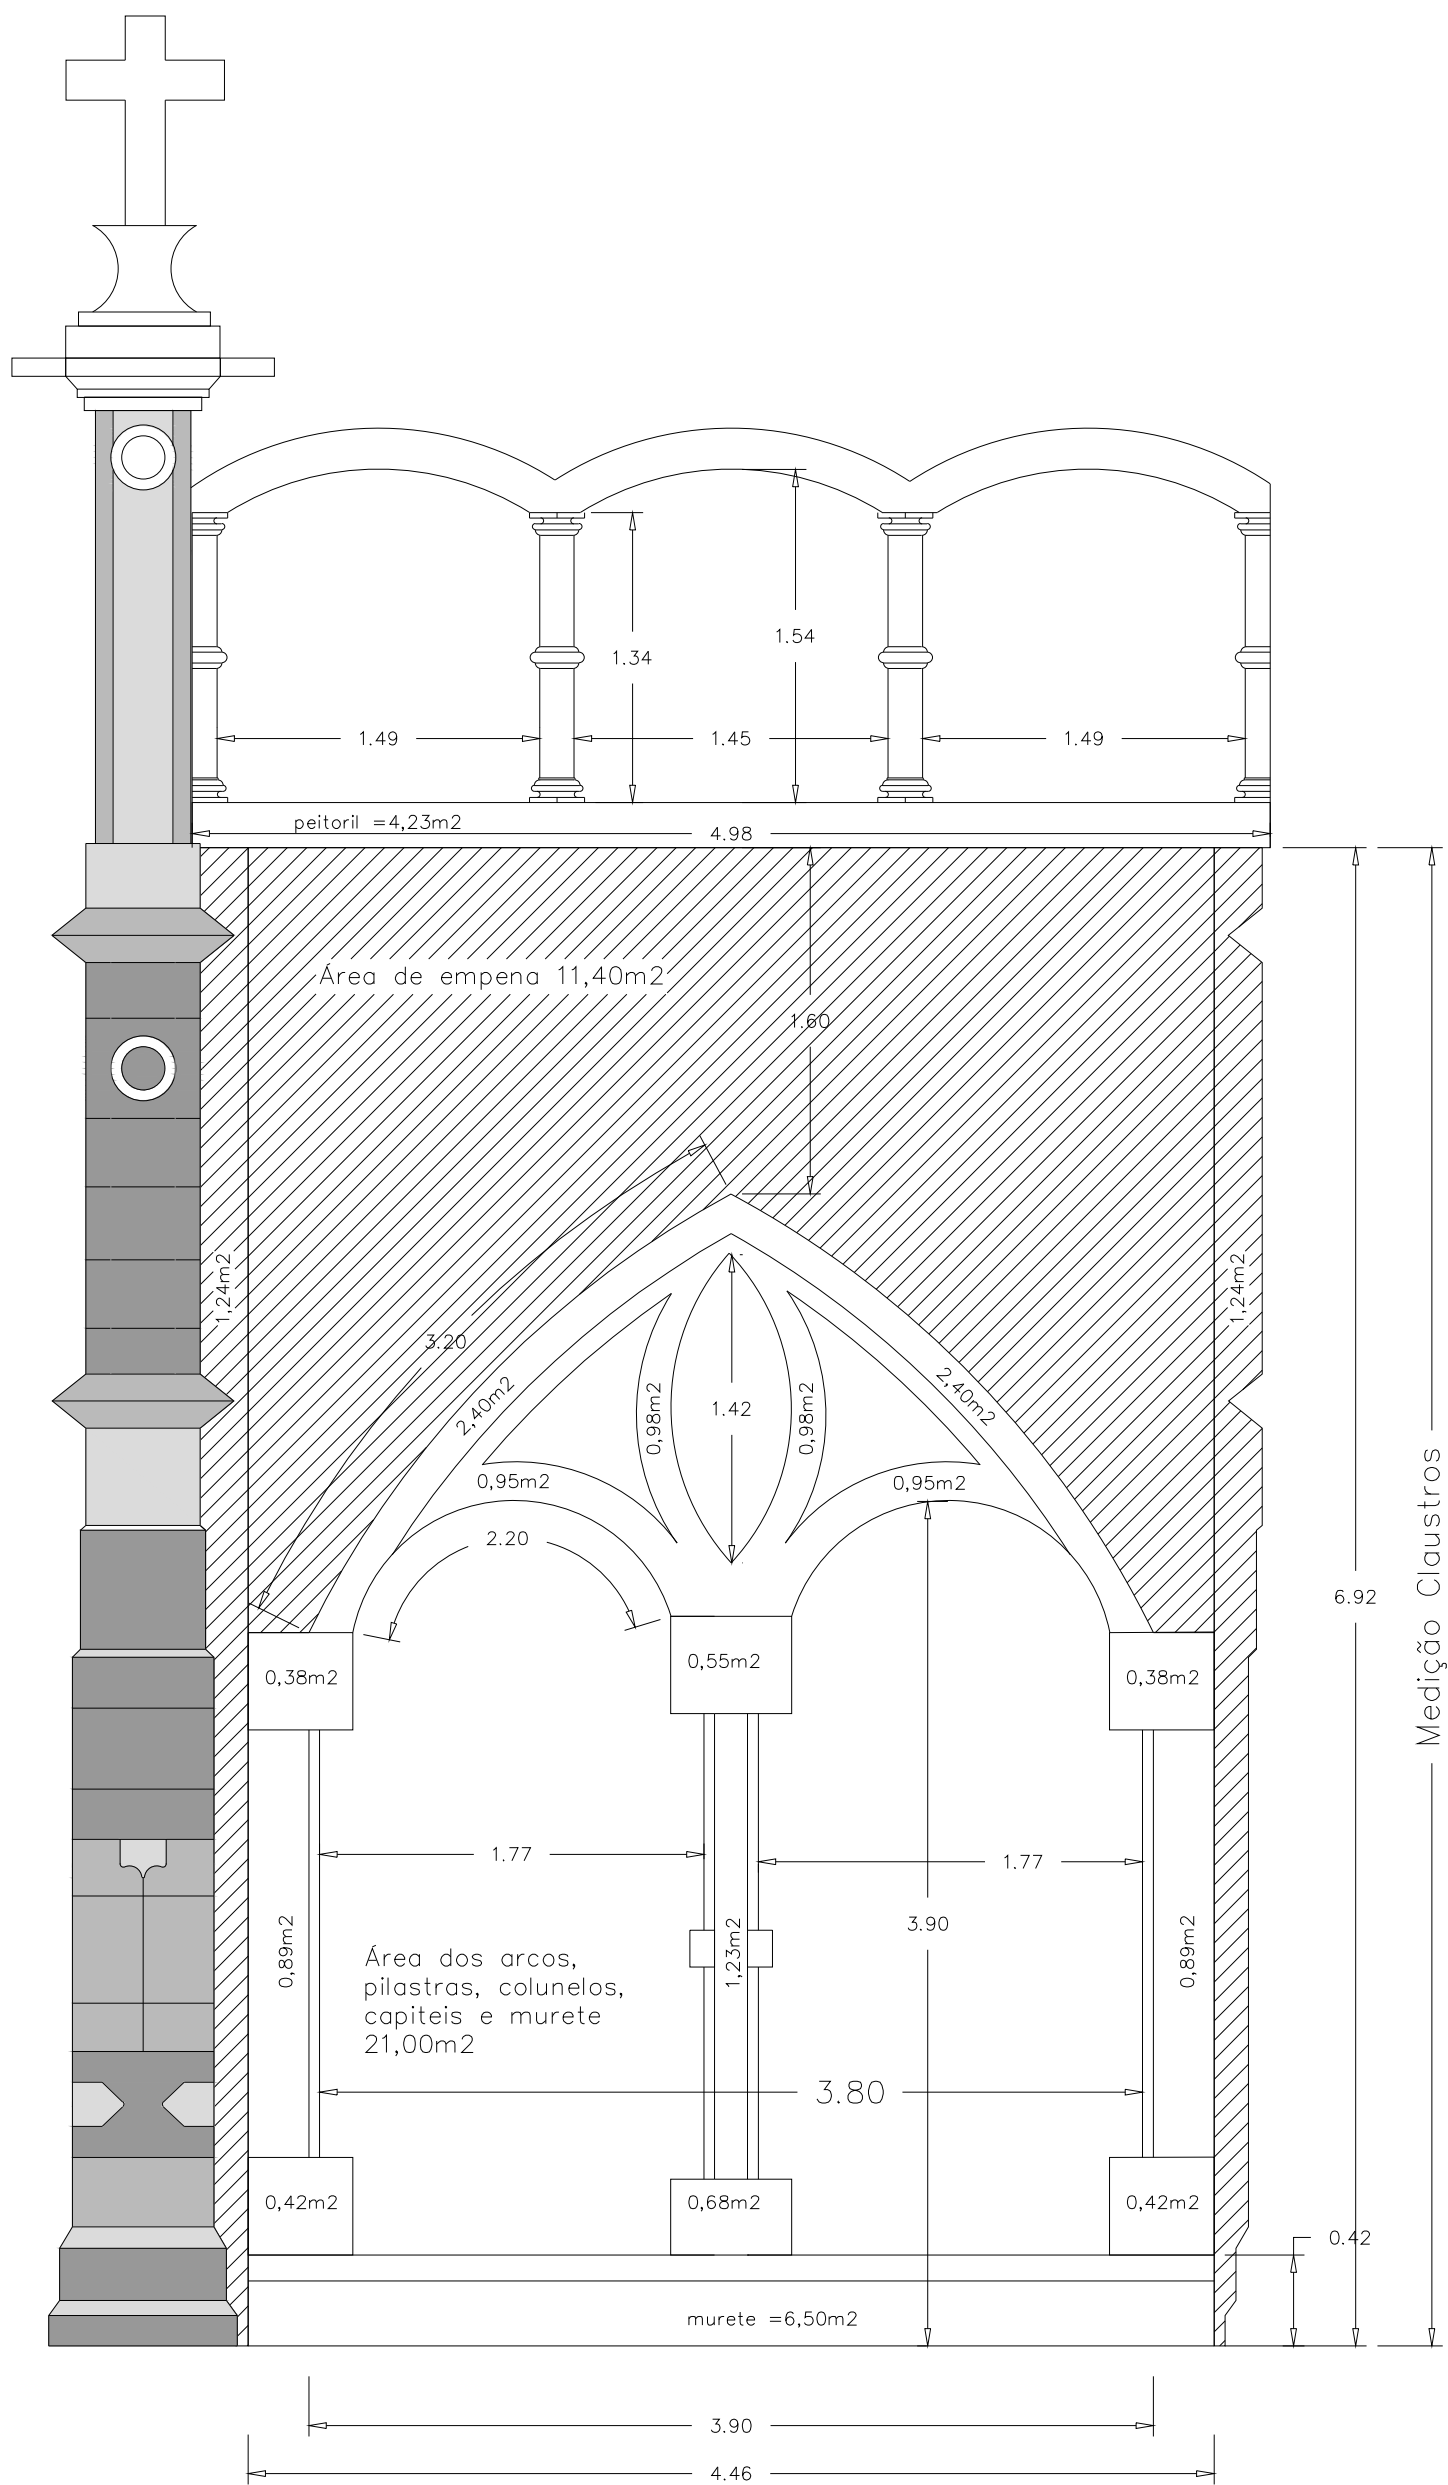 1.54
1.34
1.49
1.45
1.49
peitoril =4,23m2
4.98
Área de empena 11,40m2
1.60
1,24m2
1,24m2
3.20
2,40m2
2,40m2
0,98m2
1.42
0,98m2
0,95m2
0,95m2
2.20
6.92
Medição Claustros
0,38m2
0,55m2
0,38m2
1.77
1.77
3.90
0,89m2
1,23m2
0,89m2
Área dos arcos,
pilastras, colunelos,
capiteis e murete
21,00m2
3.80
0,42m2
0,68m2
0,42m2
0.42
murete =6,50m2
3.90
4.46